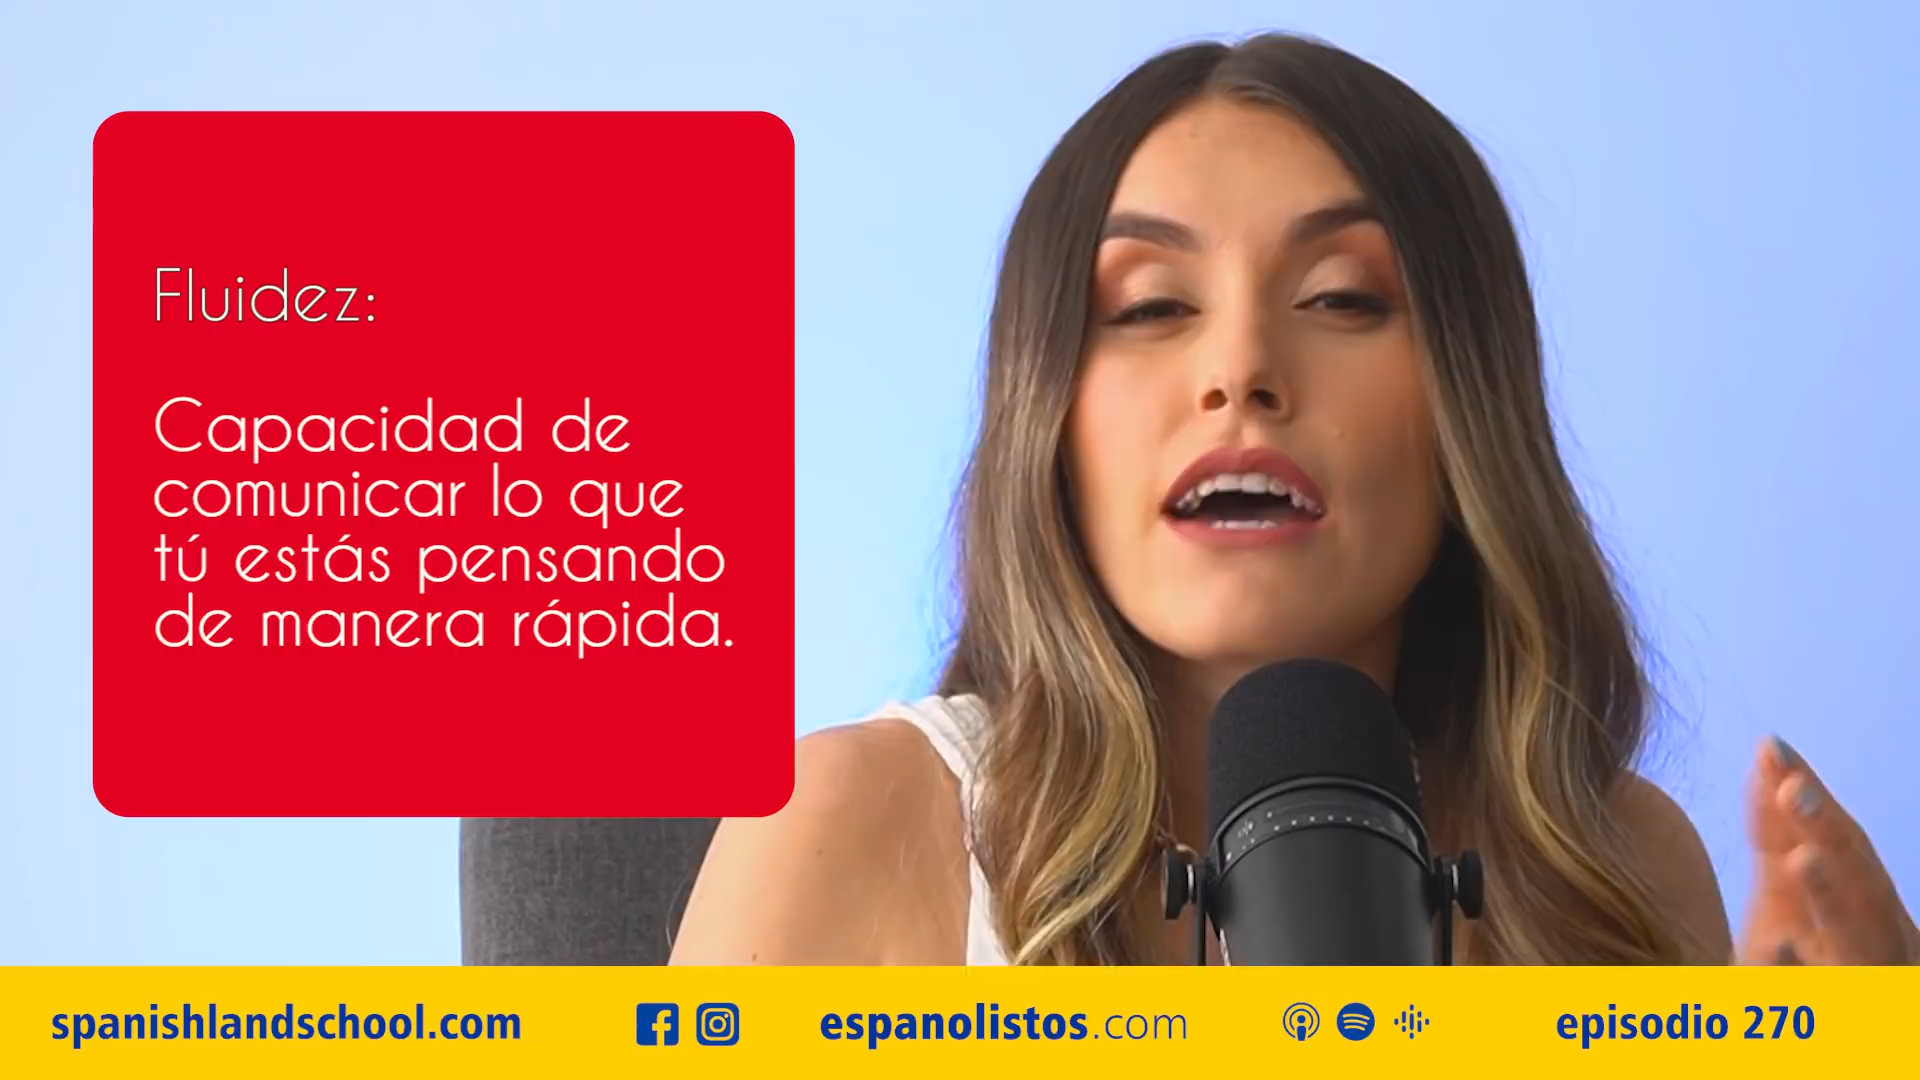 Fluidez:
Capacidad de
comunicar lo que
tú estás pensando
de manera rápida.
spanishlandschool.com
espanolistos.com
episodio 270